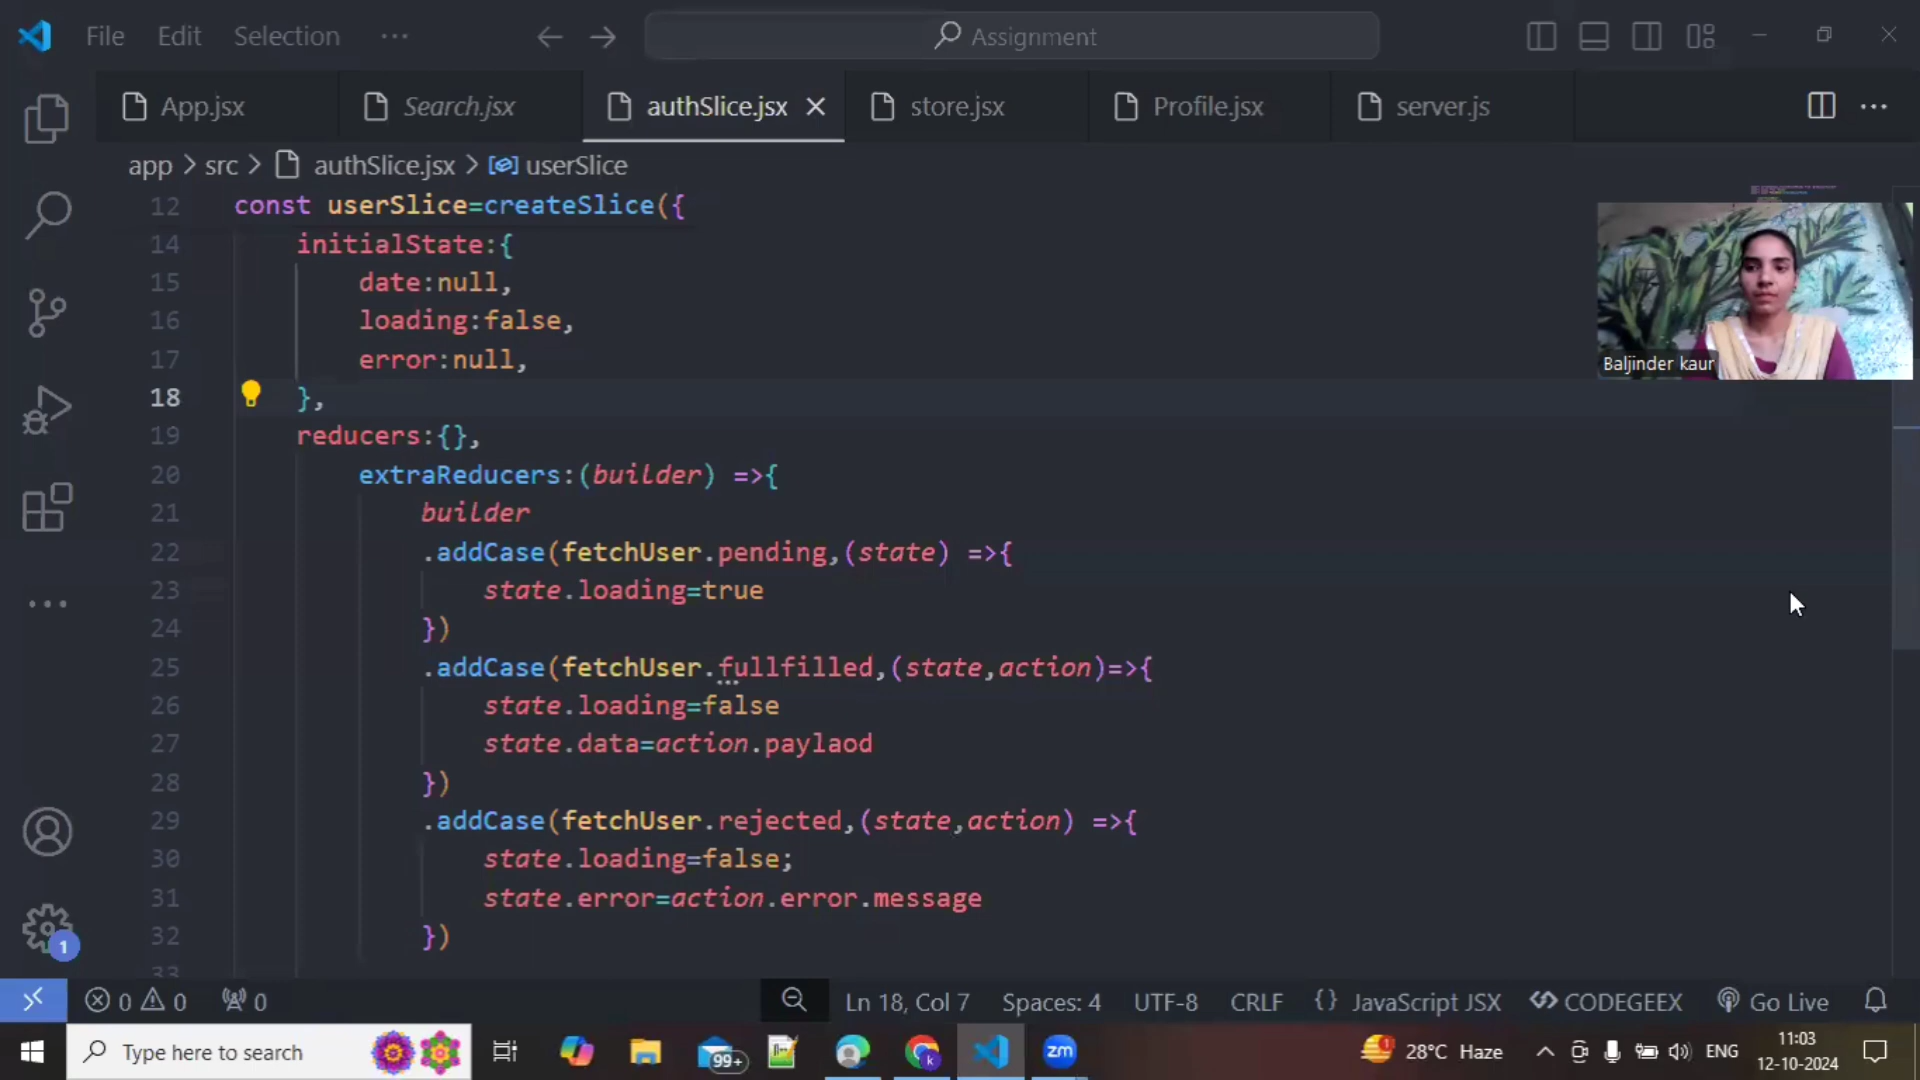 File Edit Selection ... Assignment
App.jsx Search.jsx authSlice.jsx store.jsx Profile.jsx server.js
app > src > authSlice.jsx > userSlice
12 const userSlice=createSlice({
14 initialState:{
15 date:null,
16 loading:false,
17 error:null,
18 },
19 reducers:{},
20 extraReducers:(builder) =>{
21 builder
22 .addCase(fetchUser.pending,(state) =>{
23 state.loading=true
24 })
25 .addCase(fetchUser.fullfilled,(state,action)=>{
26 state.loading=false
27 state.data=action.paylaod
28 })
29 .addCase(fetchUser.rejected,(state,action) =>{
30 state.loading=false;
31 state.error=action.error.message
32 })
33
Baljinder kaur
1
0 0 0 Ln 18, Col 7 Spaces: 4 UTF-8 CRLF {} JavaScript JSX CODEGEEX Go Live
Type here to search 99+ zm 28°C Haze ENG 11:03
12-10-2024